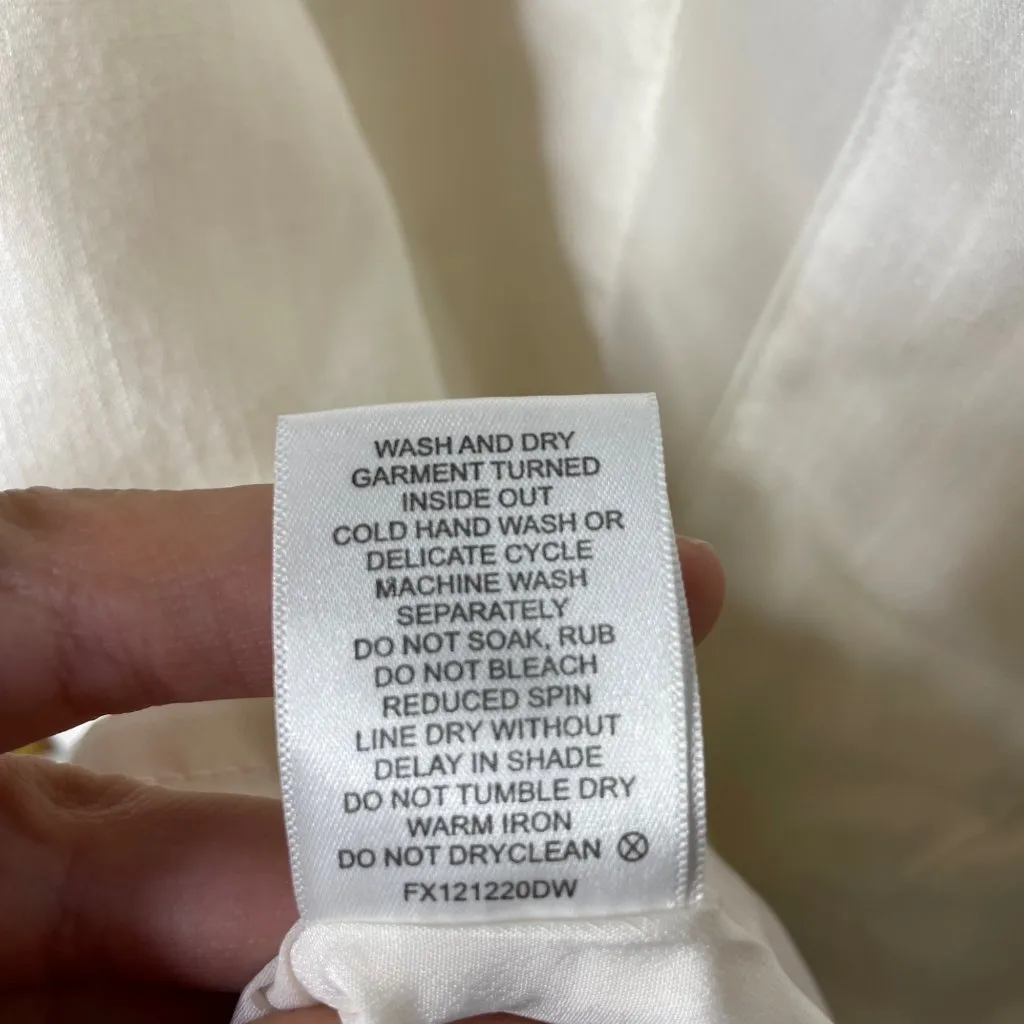 WASH AND DRY
GARMENT TURNED
INSIDE OUT
COLD HAND WASH OR
DELICATE CYCLE
MACHINE WASH
SEPARATELY
DO NOT SOAK, RUB
DO NOT BLEACH
REDUCED SPIN
LINE DRY WITHOUT
DELAY IN SHADE
DO NOT TUMBLE DRY
WARM IRON
DO NOT DRYCLEAN
FX121220DW